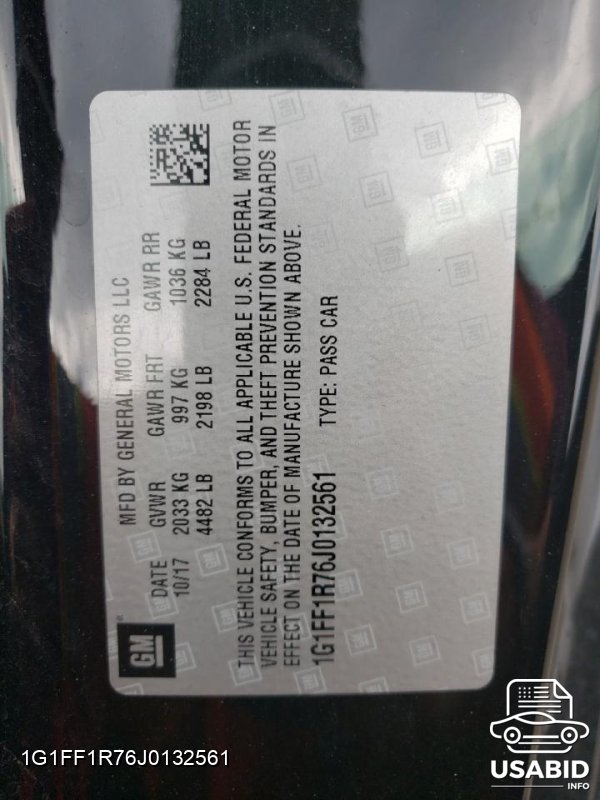 MFD BY GENERAL MOTORS LLC
DATE GVWR GAWR FRT GAWR RR
10/17 2033 KG 997 KG 1036 KG
4482 LB 2198 LB 2284 LB
THIS VEHICLE CONFORMS TO ALL APPLICABLE U.S. FEDERAL MOTOR
VEHICLE SAFETY, BUMPER, AND THEFT PREVENTION STANDARDS IN
EFFECT ON THE DATE OF MANUFACTURE SHOWN ABOVE.
1G1FF1R76J0132561 TYPE: PASS CAR
GM
1G1FF1R76J0132561
USABID
INFO